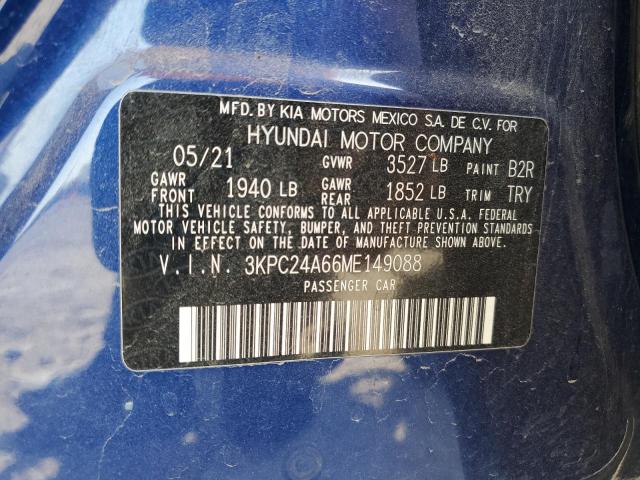 MFD. BY KIA MOTORS MEXICO S.A. DE C.V. FOR
HYUNDAI MOTOR COMPANY
05/21 GVWR 3527 LB PAINT B2R
GAWR FRONT 1940 LB GAWR REAR 1852 LB TRIM TRY
THIS VEHICLE CONFORMS TO ALL APPLICABLE U.S.A. FEDERAL
MOTOR VEHICLE SAFETY, BUMPER, AND THEFT PREVENTION STANDARDS
IN EFFECT ON THE DATE OF MANUFACTURE SHOWN ABOVE.
V.I.N. 3KPC24A66ME149088
PASSENGER CAR